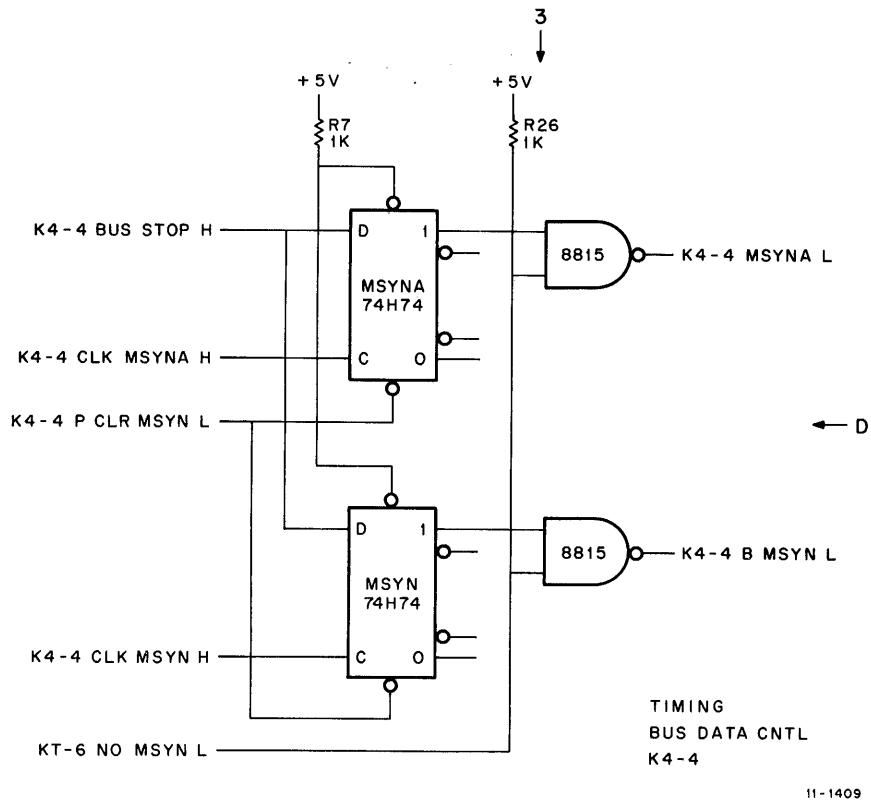 3
+5V
+5V
R7
1K
R26
1K
K4-4 BUS STOP H
D
1
8815
K4-4 MSYNA L
MSYNA
74H74
K4-4 CLK MSYNA H
C
0
K4-4 P CLR MSYN L
D
D
1
8815
K4-4 B MSYN L
MSYN
74H74
K4-4 CLK MSYN H
C
0
KT-6 NO MSYN L
TIMING
BUS DATA CNTL
K4-4
11-1409